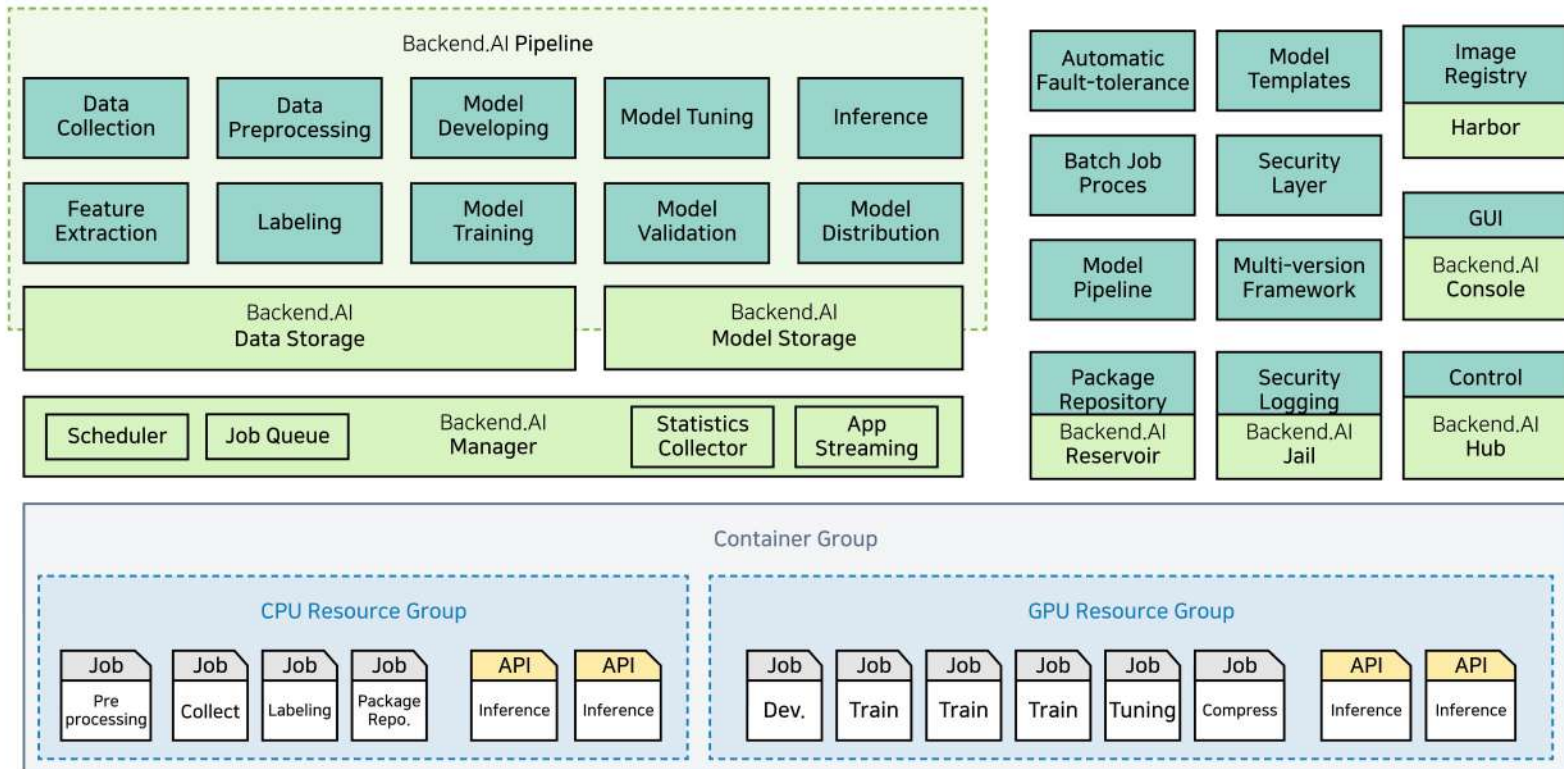 Backend.AI Pipeline
Data
Collection
Data
Preprocessing
Model
Developing
Model Tuning
Inference
Feature
Extraction
Labeling
Model
Training
Model
Validation
Model
Distribution
Backend.AI
Data Storage
Backend.AI
Model Storage
Scheduler
Job Queue
Backend.AI
Manager
Statistics
Collector
App
Streaming
Automatic
Fault-tolerance
Model
Templates
Image
Registry
Harbor
Batch Job
Proces
Security
Layer
GUI
Backend.AI
Console
Model
Pipeline
Multi-version
Framework
Package
Repository
Backend.AI
Reservoir
Security
Logging
Backend.AI
Jail
Control
Backend.AI
Hub
Container Group
CPU Resource Group
Job
Pre
processing
Job
Collect
Job
Labeling
Job
Package
Repo.
API
Inference
API
Inference
GPU Resource Group
Job
Dev.
Job
Train
Job
Train
Job
Train
Job
Tuning
Job
Compress
API
Inference
API
Inference